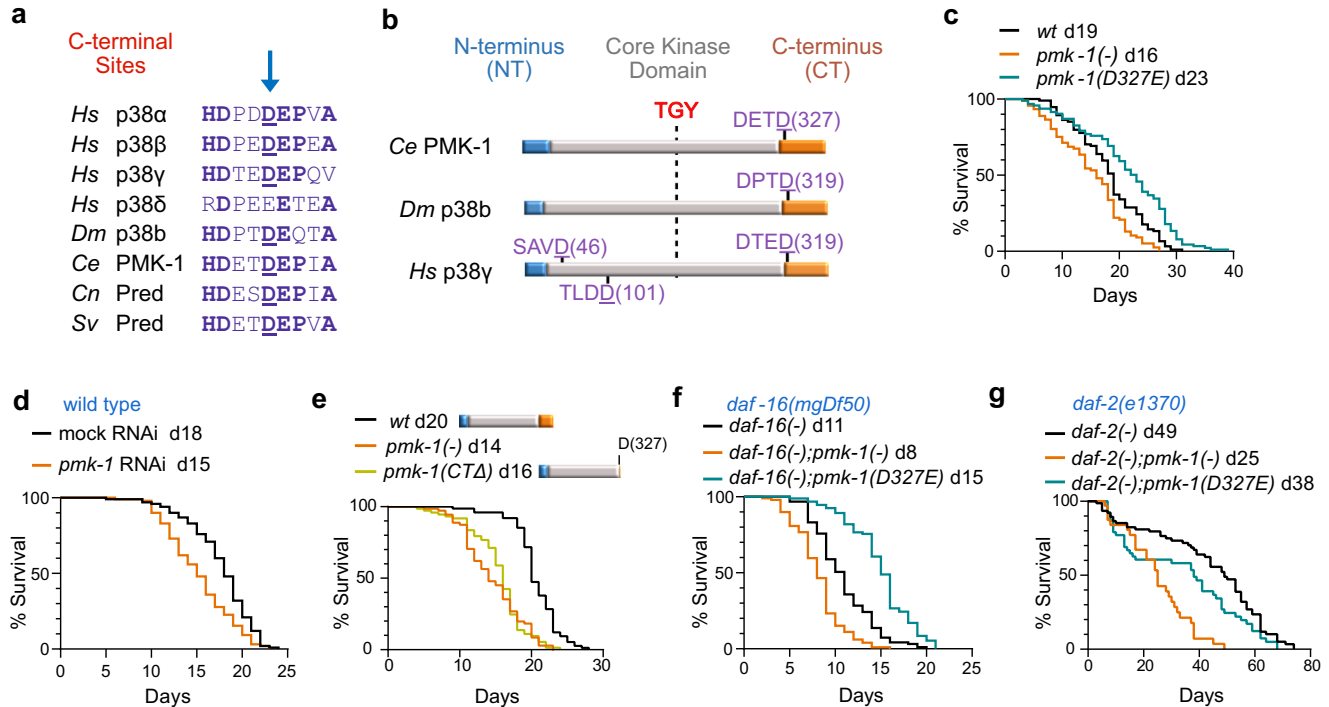 a
C-terminal
Sites
Hs p38α HDPDDEPVA
Hs p38β HDPEDEPEA
Hs p38γ HDTEDEPQV
Hs p38δ RDPEEETEA
Dm p38b HDPTDEQTA
Ce PMK-1 HDETDEPIA
Cn Pred HDESDEPIA
Sv Pred HDETDEPVA
b
N-terminus
(NT)
Core Kinase
Domain
C-terminus
(CT)
TGY
DETD(327)
Ce PMK-1
DPTD(319)
Dm p38b
SAVD(46)
DTED(319)
Hs p38γ
TLDD(101)
c
wt d19
pmk-1(-) d16
pmk-1(D327E) d23
100
50
0
% Survival
0 10 20 30 40
Days
d
wild type
mock RNAi d18
pmk-1 RNAi d15
100
50
0
% Survival
0 5 10 15 20 25
Days
e
wt d20
pmk-1(-) d14
D(327)
pmk-1(CTΔ) d16
100
50
0
% Survival
0 10 20 30
Days
f
daf-16(mgDf50)
daf-16(-) d11
daf-16(-);pmk-1(-) d8
daf-16(-);pmk-1(D327E) d15
100
50
0
% Survival
0 5 10 15 20 25
Days
g
daf-2(e1370)
daf-2(-) d49
daf-2(-);pmk-1(-) d25
daf-2(-);pmk-1(D327E) d38
100
50
0
% Survival
0 20 40 60 80
Days